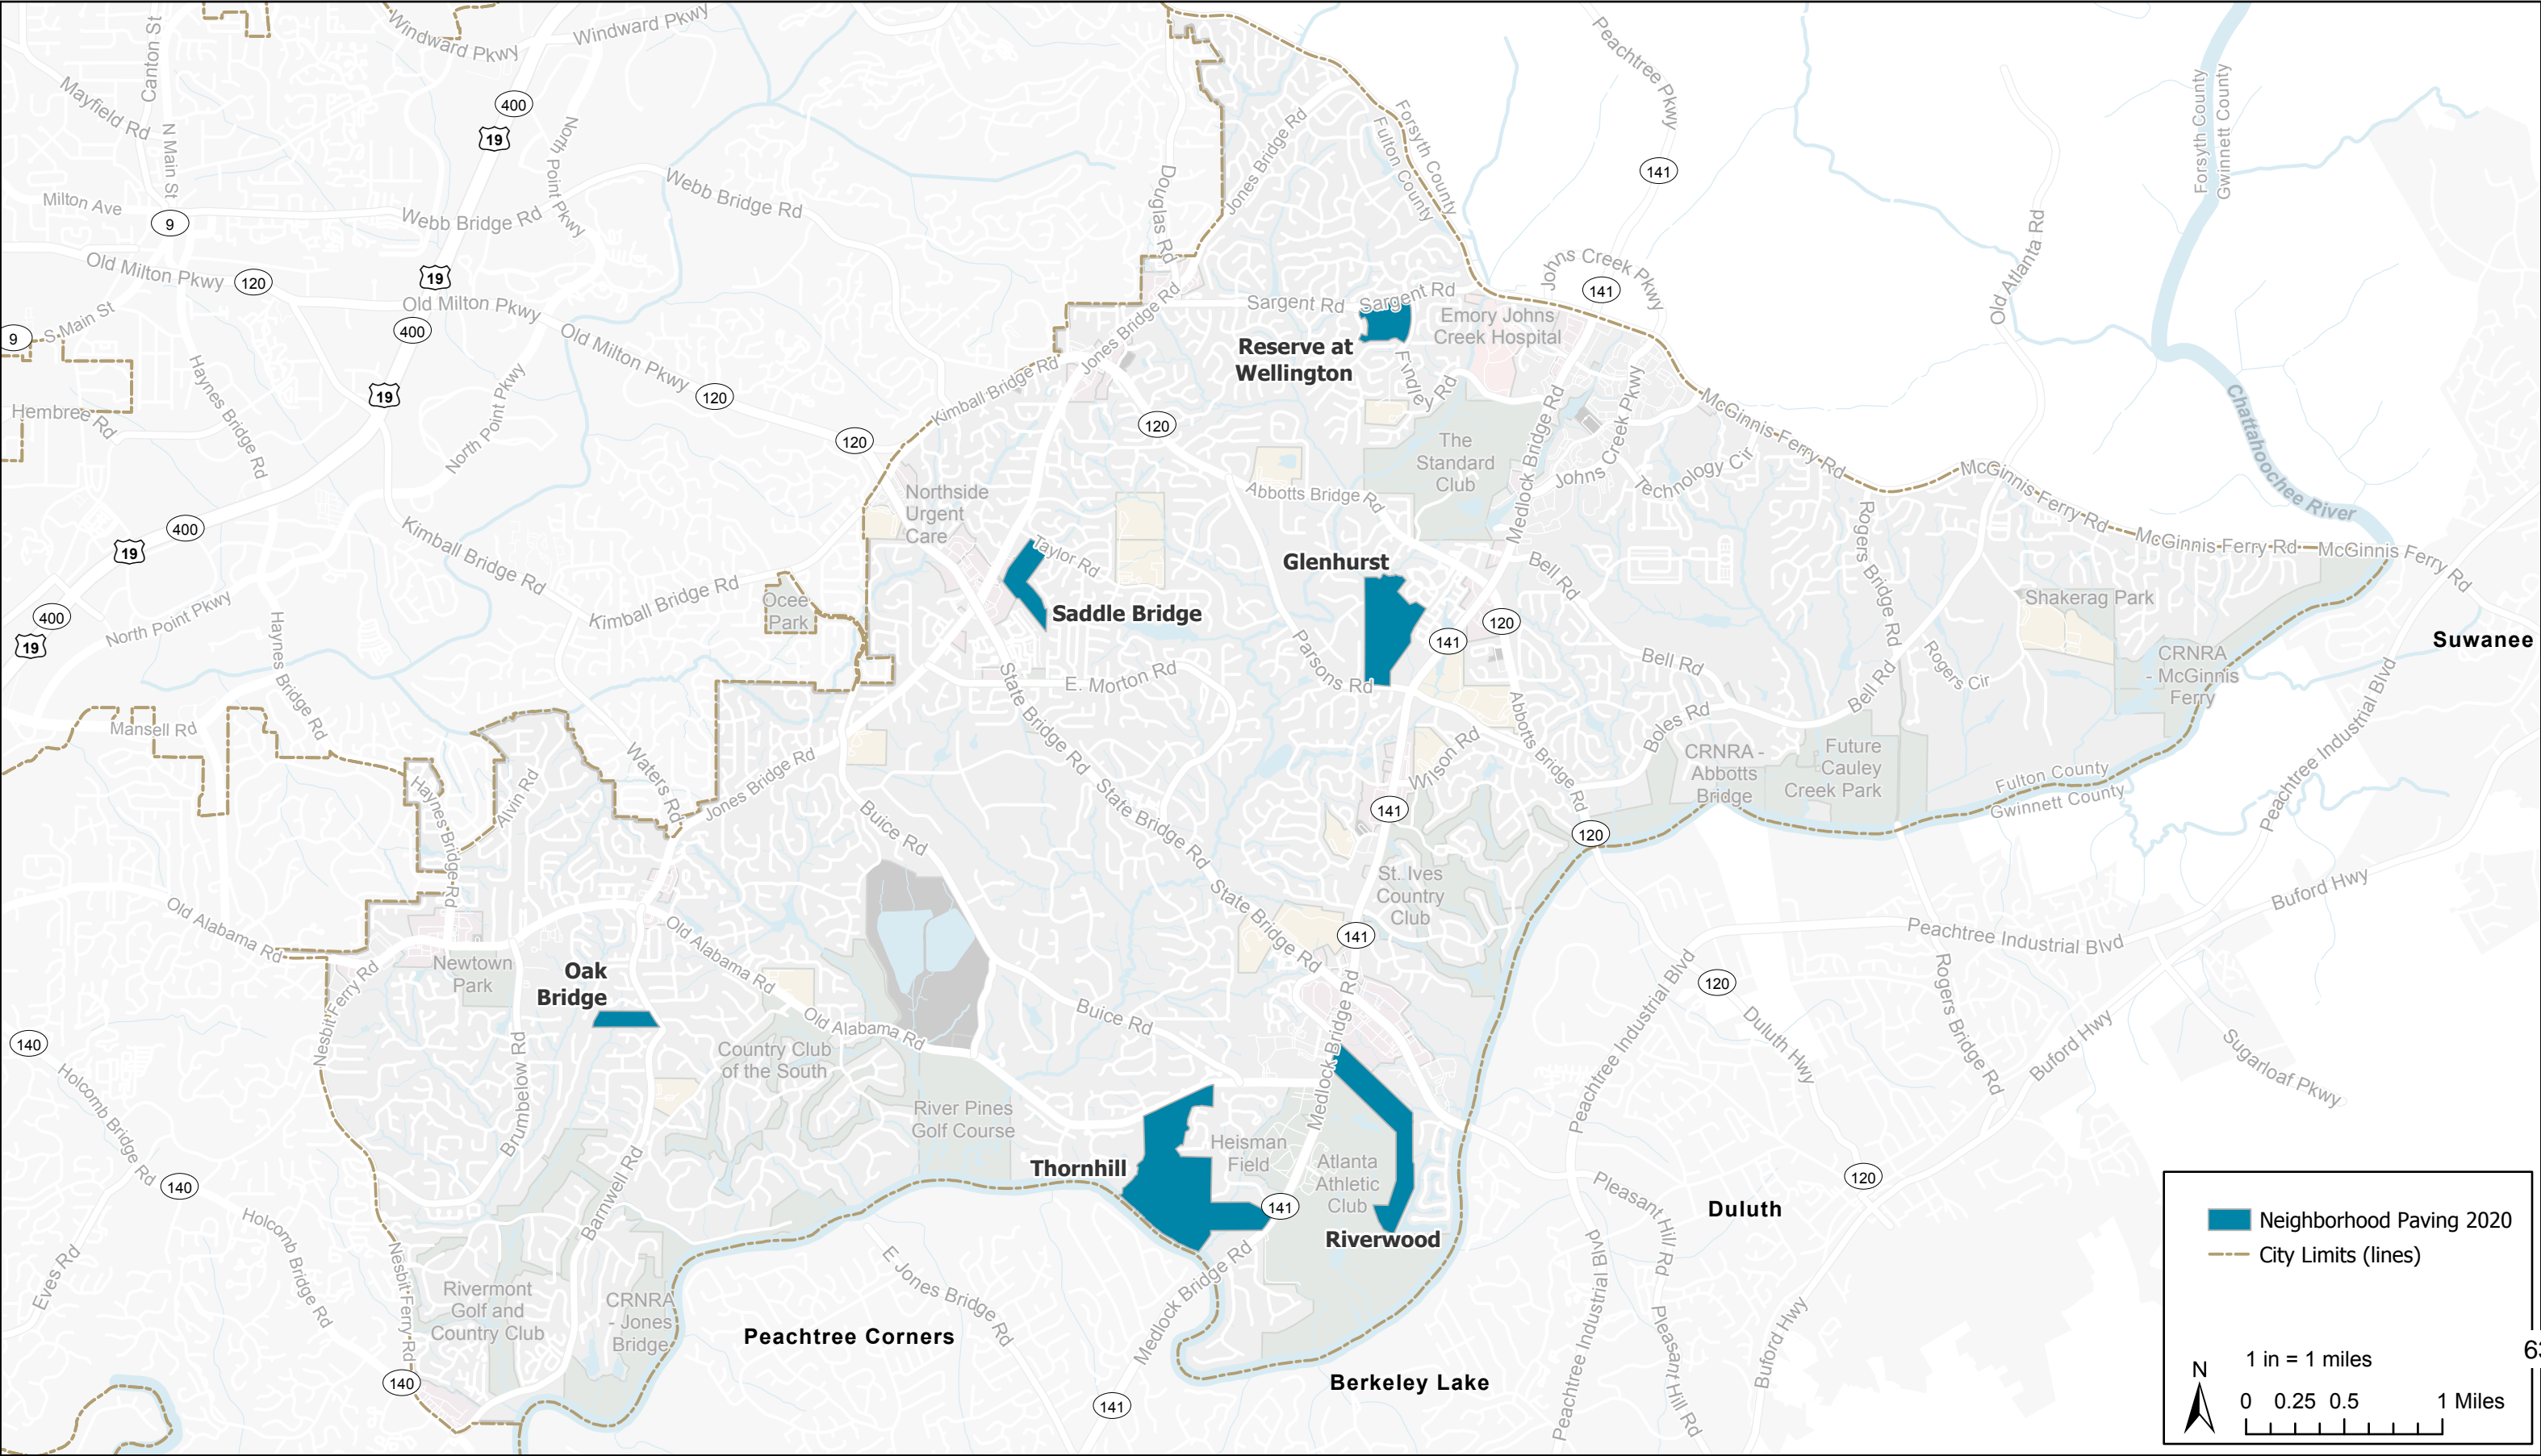 Windward Pkwy
Windward Pkwy
Canton St
Mayfield Rd
N Main St
400
19
North Point Pkwy
Milton Ave
9
Webb Bridge Rd
Webb Bridge Rd
Douglas Rd
Jones Bridge Rd
Forsyth County
Fulton County
Peachtree Pkwy
141
Forsyth County
Gwinnett County
Old Milton Pkwy
120
19
Old Milton Pkwy
400
Old Milton Pkwy
120
S Main St
9
Haynes Bridge Rd
19
North Point Pkwy
Hembree Rd
Kimball Bridge Rd
Jones Bridge Rd
Sargent Rd
Sargent Rd
Reserve at
Wellington
Findley Rd
Emory Johns
Creek Hospital
Johns Creek Pkwy
141
Old Atlanta Rd
Chattahoochee River
120
120
The
Standard
Club
Medlock Bridge Rd
Johns Creek Pkwy
Technology Cir
McGinnis Ferry Rd
McGinnis Ferry Rd
McGinnis Ferry Rd
McGinnis Ferry Rd
Abbotts Bridge Rd
Northside
Urgent
Care
400
19
Kimball Bridge Rd
Kimball Bridge Rd
Taylor Rd
Saddle Bridge
Glenhurst
Bell Rd
Rogers Bridge Rd
Shakerag Park
Suwanee
400
19
North Point Pkwy
Haynes Bridge Rd
Ocee
Park
Parsons Rd
141
120
Bell Rd
Bell Rd
Rogers Cir
CRNRA
- McGinnis
Ferry
E. Morton Rd
State Bridge Rd
Mansell Rd
Waters Rd
Jones Bridge Rd
Haynes Bridge Rd
Alvin Rd
Buice Rd
State Bridge Rd
141
Wilson Rd
Abbotts Bridge Rd
Boles Rd
CRNRA -
Abbotts
Bridge
Future
Cauley
Creek Park
Fulton County
Gwinnett County
Peachtree Industrial Blvd
120
Old Alabama Rd
Nesbit Ferry Rd
Newtown
Park
Oak
Bridge
Old Alabama Rd
Old Alabama Rd
State Bridge Rd
141
St. Ives
Country
Club
Buford Hwy
Peachtree Industrial Blvd
Peachtree Industrial Blvd
120
Duluth Hwy
Rogers Bridge Rd
Buford Hwy
Sugarloaf Pkwy
140
Holcomb Bridge Rd
Brumbelow Rd
Country Club
of the South
Buice Rd
Medlock Bridge Rd
Medlock Bridge Rd
River Pines
Golf Course
Heisman
Field
Thornhill
Atlanta
Athletic
Club
141
Riverwood
Pleasant Hill Rd
Duluth
120
140
Holcomb Bridge Rd
Barnwell Rd
Eves Rd
Nesbit Ferry Rd
Rivermont
Golf and
Country Club
CRNRA
- Jones
Bridge
E Jones Bridge Rd
Medlock Bridge Rd
Peachtree Corners
Berkeley Lake
Peachtree Industrial Blvd
Pleasant Hill Rd
Buford Hwy
140
141
Neighborhood Paving 2020
City Limits (lines)
N
1 in = 1 miles
0 0.25 0.5 1 Miles